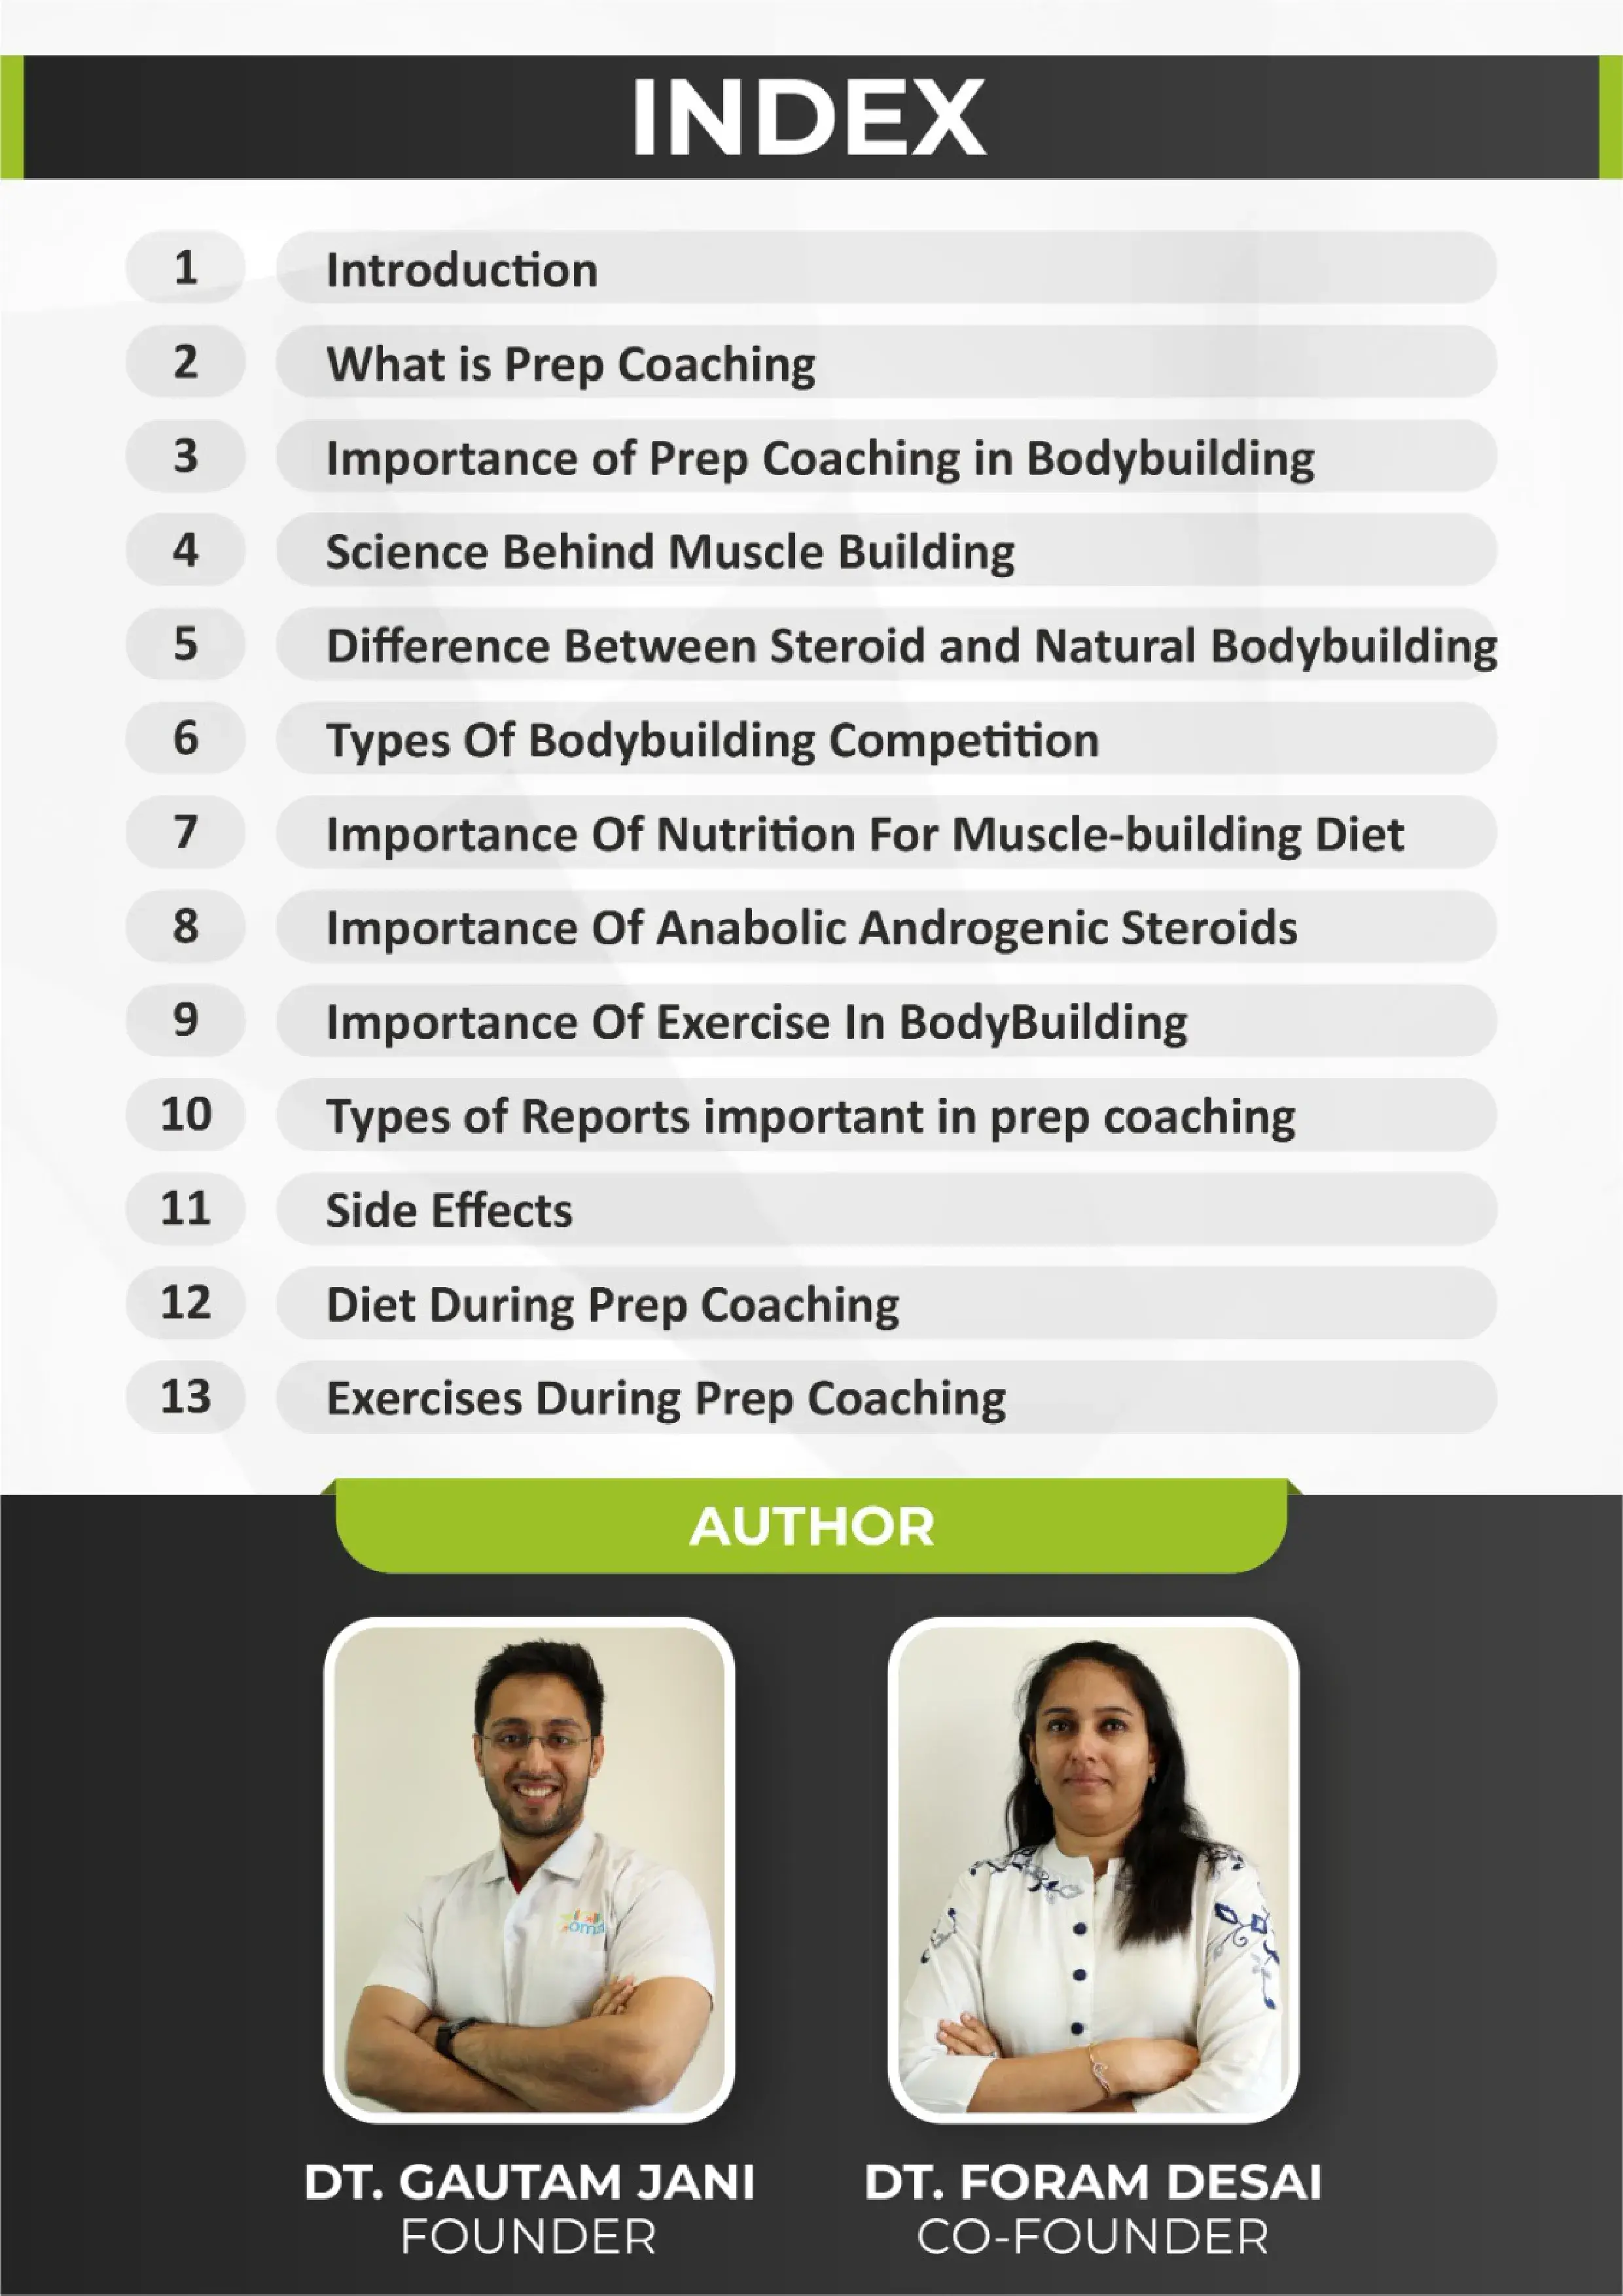 INDEX
1 Introduction
2 What is Prep Coaching
3 Importance of Prep Coaching in Bodybuilding
4 Science Behind Muscle Building
5 Difference Between Steroid and Natural Bodybuilding
6 Types Of Bodybuilding Competition
7 Importance Of Nutrition For Muscle-building Diet
8 Importance Of Anabolic Androgenic Steroids
9 Importance Of Exercise In BodyBuilding
10 Types of Reports important in prep coaching
11 Side Effects
12 Diet During Prep Coaching
13 Exercises During Prep Coaching
AUTHOR
DT. GAUTAM JANI
FOUNDER
DT. FORAM DESAI
CO-FOUNDER